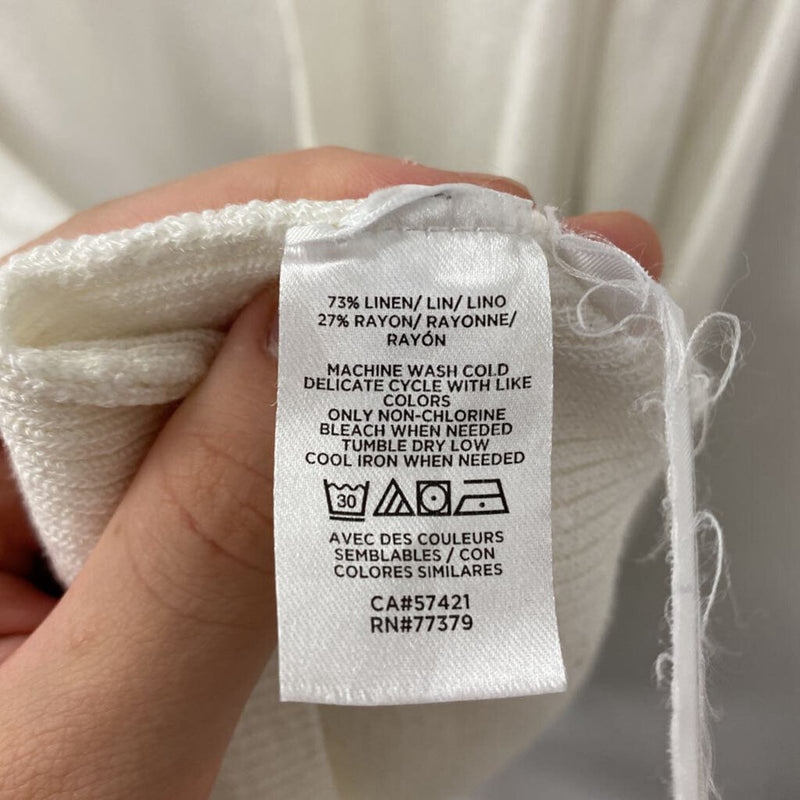 73% LINEN/ LIN/ LINO
27% RAYON/ RAYONNE/
RAYÓN
MACHINE WASH COLD
DELICATE CYCLE WITH LIKE
COLORS
ONLY NON-CHLORINE
BLEACH WHEN NEEDED
TUMBLE DRY LOW
COOL IRON WHEN NEEDED
30
AVEC DES COULEURS
SEMBLABLES / CON
COLORES SIMILARES
CA#57421
RN#77379